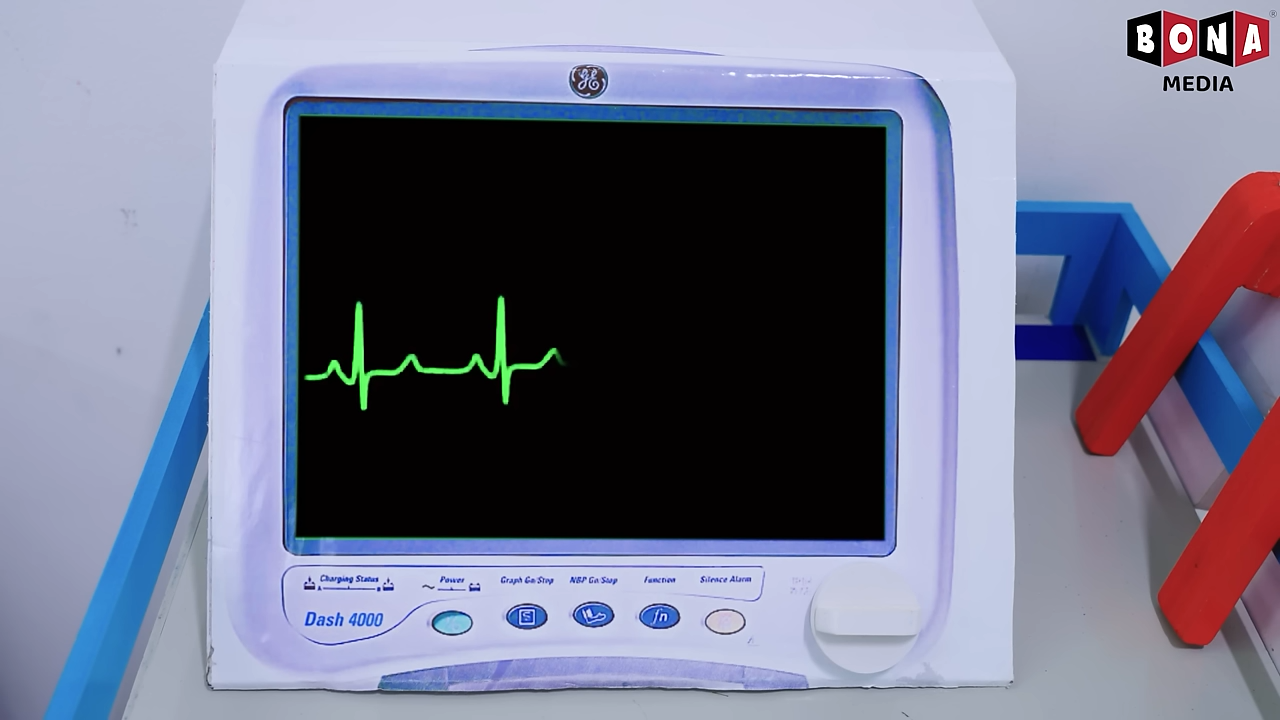 BONA
®
MEDIA
GE
Charging Status
A
B
Power
Graph Go/Stop
NBP Go/Stop
Function
Silence Alarm
Dash 4000
S
fn